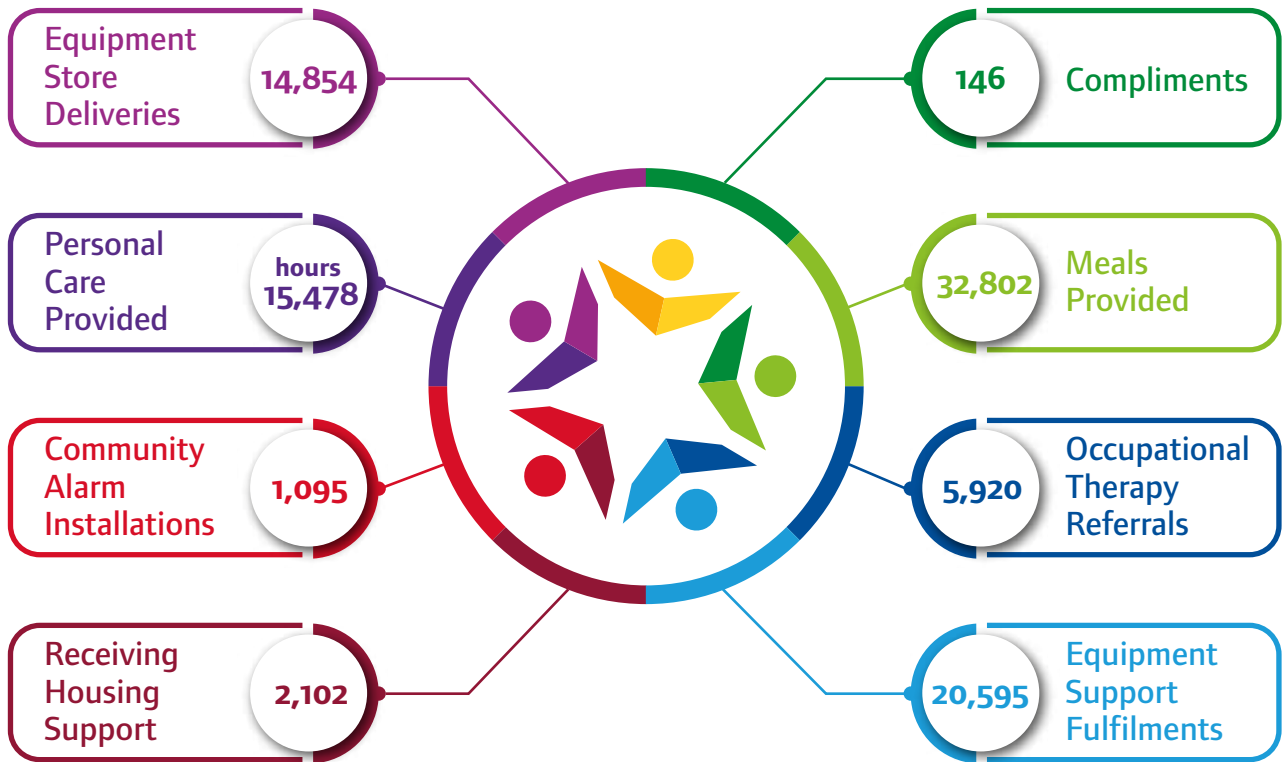 Equipment
Store
Deliveries
14,854
146
Compliments
Personal
Care
Provided
hours
15,478
32,802
Meals
Provided
Community
Alarm
Installations
1,095
5,920
Occupational
Therapy
Referrals
Receiving
Housing
Support
2,102
20,595
Equipment
Support
Fulfilments